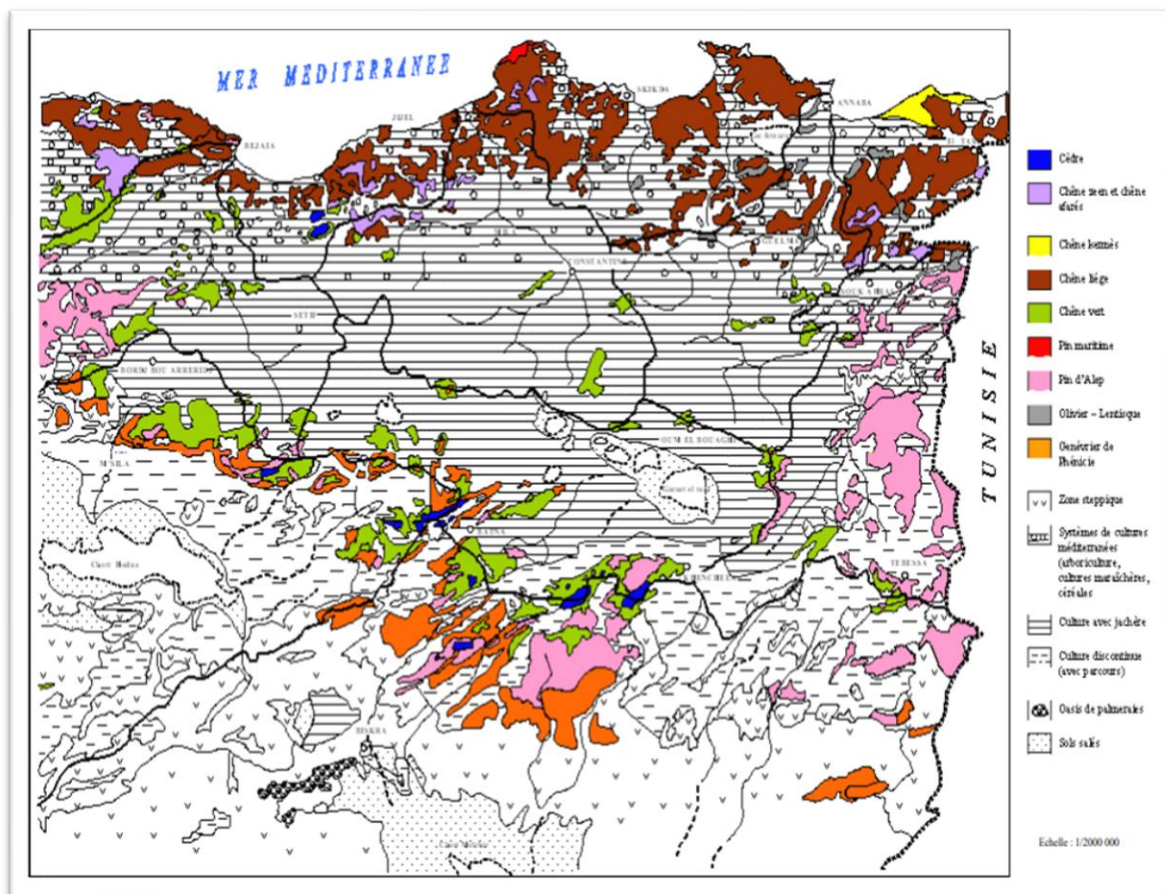 MER MEDITERRANEE
SKIKDA
ANNABA
JIJEL
BEJAIA
EL TAR
MILA
GUELMA
CONSTANTINE
SOUK AHRAS
SETIF
BORDJ BOU ARRERIDJ
OUM EL BOUAGHI
M'SILA
BATNA
KHENCHELA
TEBESSA
Chott Hodna
BISKRA
TUNISIE
Cèdre
Chêne zeen et chêne
afarès
Chêne kermès
Chêne liége
Chêne vert
Pin maritime
Pin d'Alep
Olivier – Lentisque
Genévrier de
Phénicie
Zone steppique
Systèmes de cultures
méditerranées
(arboriculture,
cultures maraîchères,
céréales
Culture avec jachère
Culture discontinue
(avec parcours)
Oasis de palmeraies
Sols salés
Echelle : 1/2000 000